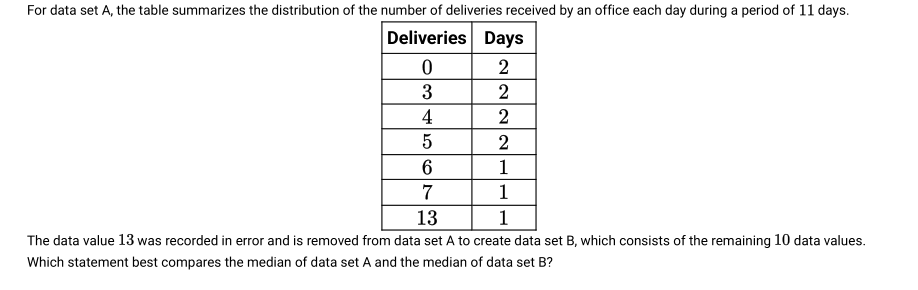 For data set A, the table summarizes the distribution of the number of deliveries received by an office each day during a period of 11 days.
Deliveries Days
0 2
3 2
4 2
5 2
6 1
7 1
13 1
The data value 13 was recorded in error and is removed from data set A to create data set B, which consists of the remaining 10 data values.
Which statement best compares the median of data set A and the median of data set B?